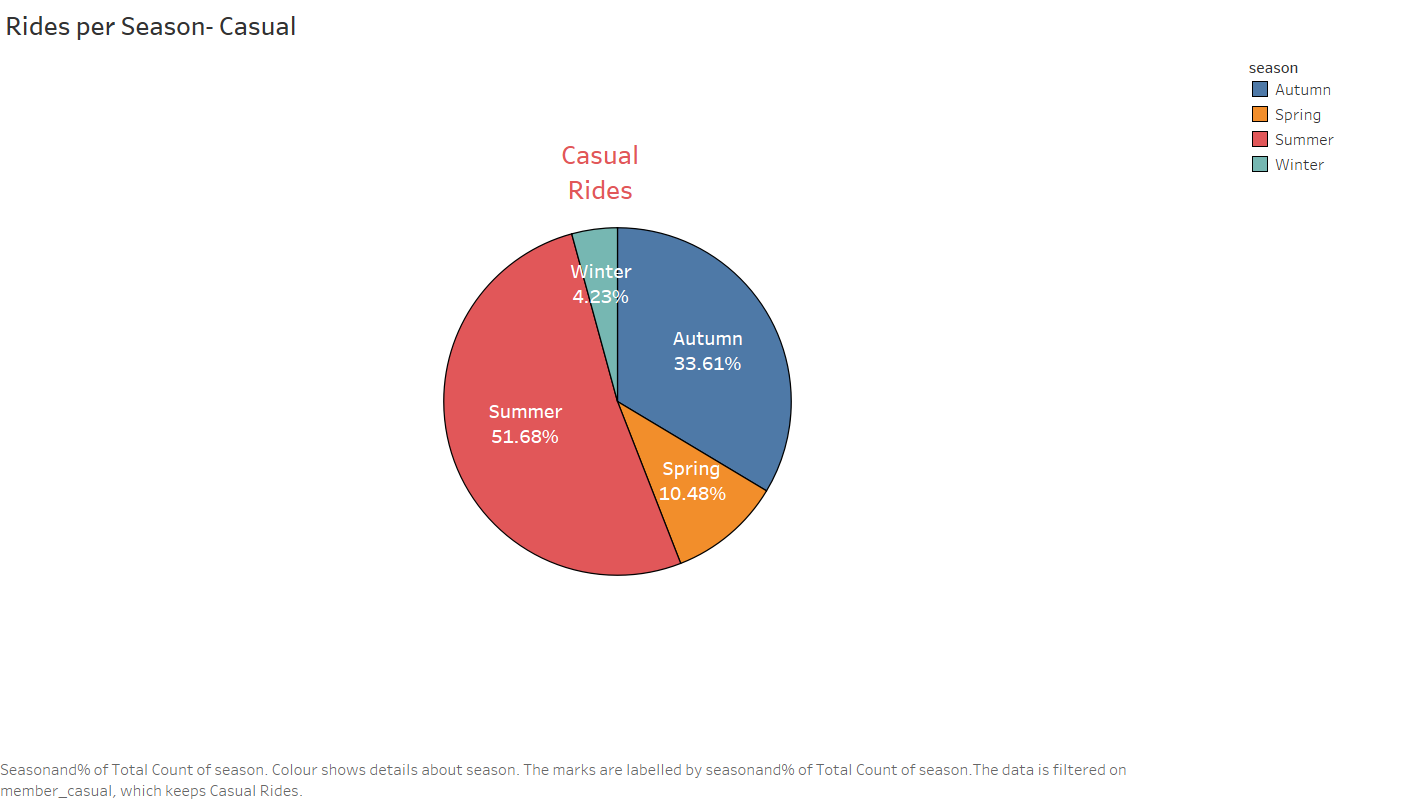 Rides per Season- Casual
season
Autumn
Spring
Summer
Winter
Casual
Rides
Winter
4.23%
Autumn
33.61%
Summer
51.68%
Spring
10.48%
Seasonand% of Total Count of season. Colour shows details about season. The marks are labelled by seasonand% of Total Count of season.The data is filtered on
member_casual, which keeps Casual Rides.